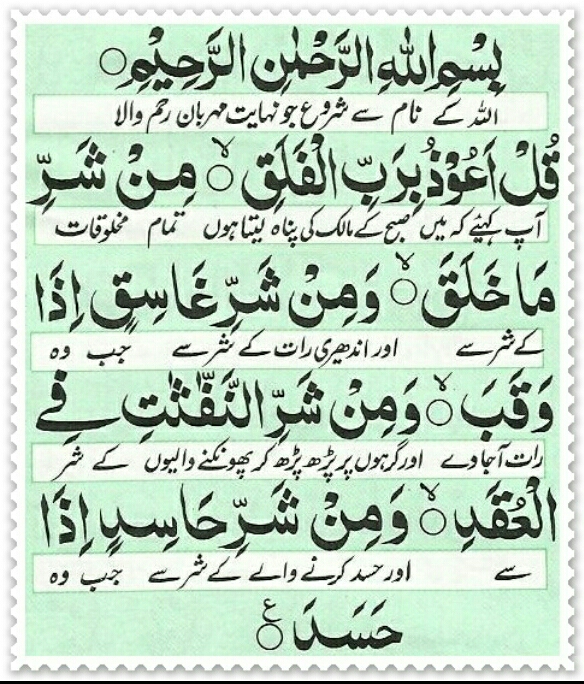 بِسْمِ اللّٰهِ الرَّحْمٰنِ الرَّحِيْمِ ○
اللہ کے نام سے شروع جو نہایت مہربان رحم والا
قُلْ اَعُوْذُ بِرَبِّ الْفَلَقِ ○ۙ مِنْ شَرِّ
آپ کہیئے کہ میں صبح کے مالک کی پناہ لیتا ہوں تمام مخلوقات
مَا خَلَقَ ○ۙ وَمِنْ شَرِّ غَاسِقٍ اِذَا
کے شر سے اور اندھیری رات کے شر سے جب وہ
وَقَبَ ○ۙ وَمِنْ شَرِّ النَّفّٰثٰتِ فِے
رات آجاوے اور گرہوں پر پڑھ پڑھ کر پھونکنے والیوں کے شر
الْعُقَدِ ○ۙ وَمِنْ شَرِّ حَاسِدٍ اِذَا
سے اور حسد کرنے والے کے شر سے جب وہ
حَسَدَ ○ع